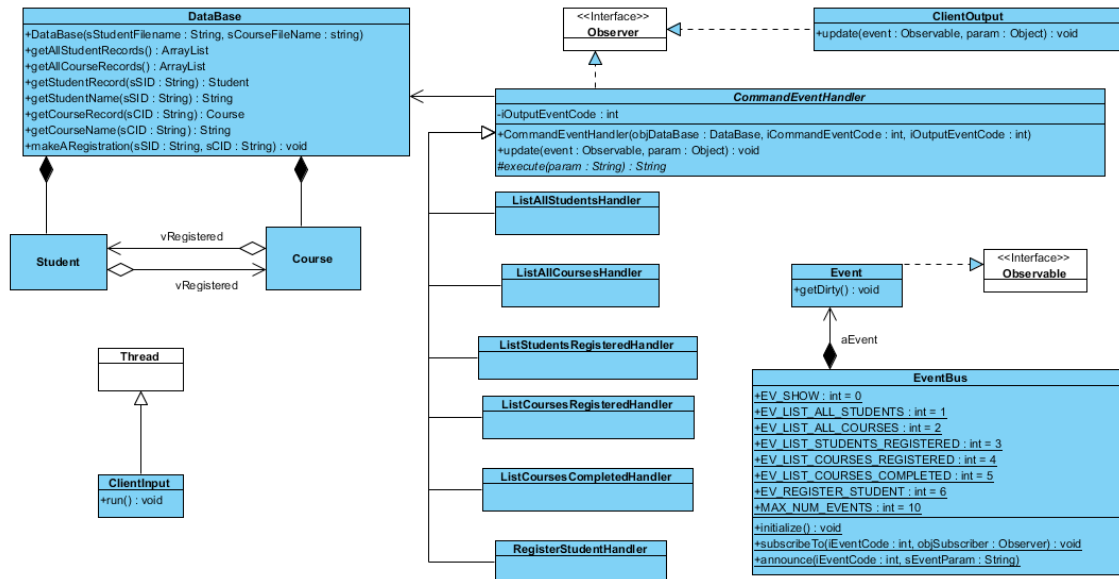 DataBase
+DataBase(sStudentFilename : String, sCourseFileName : string)
+getAllStudentRecords() : ArrayList
+getAllCourseRecords() : ArrayList
+getStudentRecord(sSID : String) : Student
+getStudentName(sSID : String) : String
+getCourseRecord(sCID : String) : Course
+getCourseName(sCID : String) : String
+makeARegistration(sSID : String, sCID : String) : void
<<Interface>>
Observer
ClientOutput
+update(event : Observable, param : Object) : void
CommandEventHandler
-iOutputEventCode : int
+CommandEventHandler(objDataBase : DataBase, iCommandEventCode : int, iOutputEventCode : int)
+update(event : Observable, param : Object) : void
#execute(param : String) : String
ListAllStudentsHandler
Student
vRegistered
vRegistered
Course
ListAllCoursesHandler
Event
+getDirty() : void
<<Interface>>
Observable
aEvent
Thread
ListStudentsRegisteredHandler
ListCoursesRegisteredHandler
EventBus
+EV_SHOW : int = 0
+EV_LIST_ALL_STUDENTS : int = 1
+EV_LIST_ALL_COURSES : int = 2
+EV_LIST_STUDENTS_REGISTERED : int = 3
+EV_LIST_COURSES_REGISTERED : int = 4
+EV_LIST_COURSES_COMPLETED : int = 5
+EV_REGISTER_STUDENT : int = 6
+MAX_NUM_EVENTS : int = 10
+initialize() : void
+subscribeTo(iEventCode : int, objSubscriber : Observer) : void
+announce(iEventCode : int, sEventParam : String)
ClientInput
+run() : void
ListCoursesCompletedHandler
RegisterStudentHandler